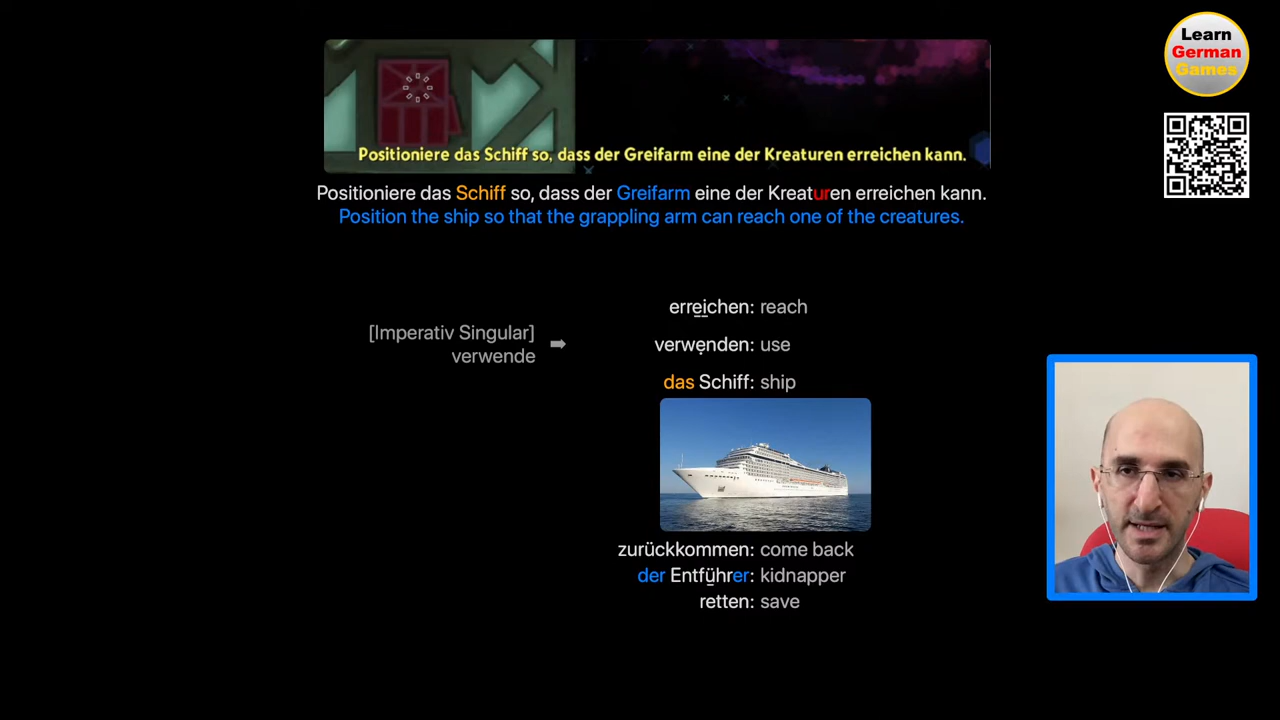 Learn
German
Games
Positioniere das Schiff so, dass der Greifarm eine der Kreaturen erreichen kann.
Positioniere das Schiff so, dass der Greifarm eine der Kreaturen erreichen kann.
Position the ship so that the grappling arm can reach one of the creatures.
erreichen: reach
[Imperativ Singular]
verwende ➡ verwenden: use
das Schiff: ship
zurückkommen: come back
der Entführer: kidnapper
retten: save